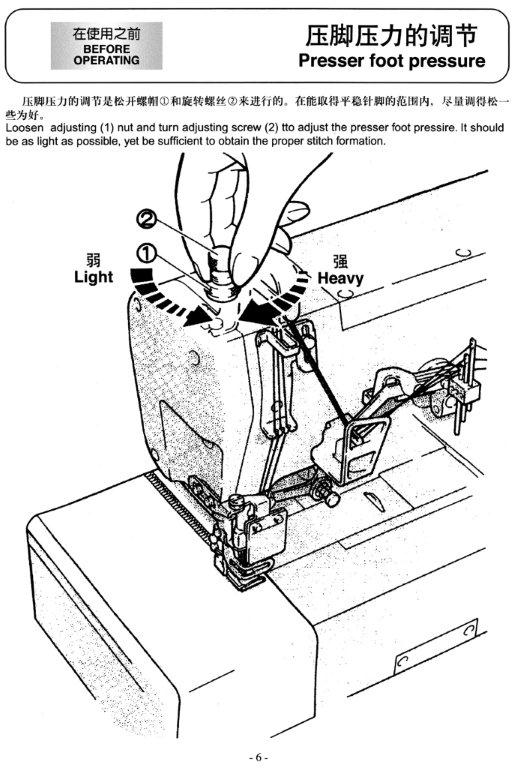 在使用之前
BEFORE
OPERATING
压脚压力的调节
Presser foot pressure
压脚压力的调节是松开螺帽①和旋转螺丝②来进行的。在能取得平稳针脚的范围内，尽量调得松一
些为好。
Loosen adjusting (1) nut and turn adjusting screw (2) tto adjust the presser foot pressire. It should
be as light as possible, yet be sufficient to obtain the proper stitch formation.
②
①
弱
Light
强
Heavy
- 6 -